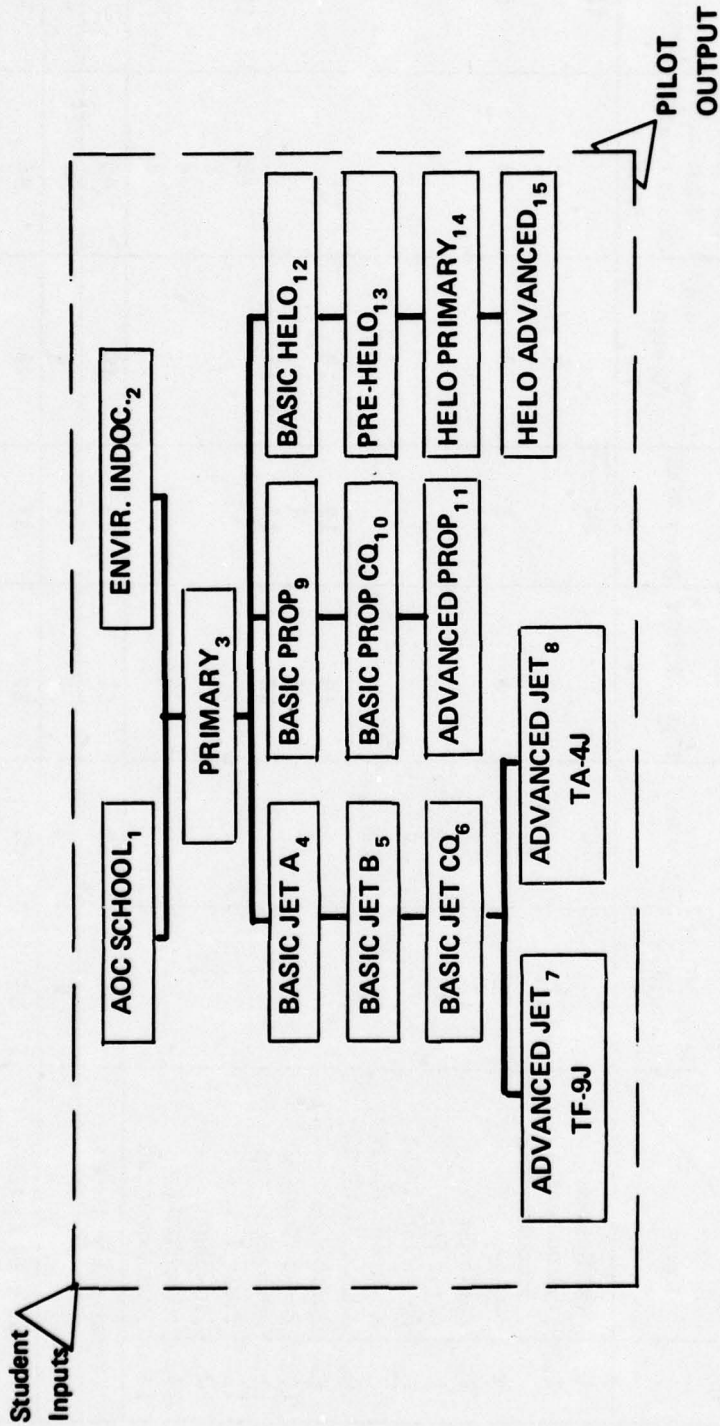 Student
Inputs
AOC SCHOOL1
ENVIR. INDOC.2
PRIMARY3
BASIC JET A4
BASIC PROP9
BASIC HELO12
BASIC JET B5
BASIC PROP CQ10
PRE-HELO13
BASIC JET CQ6
ADVANCED PROP11
HELO PRIMARY14
HELO ADVANCED15
ADVANCED JET7
TF-9J
ADVANCED JET8
TA-4J
PILOT
OUTPUT